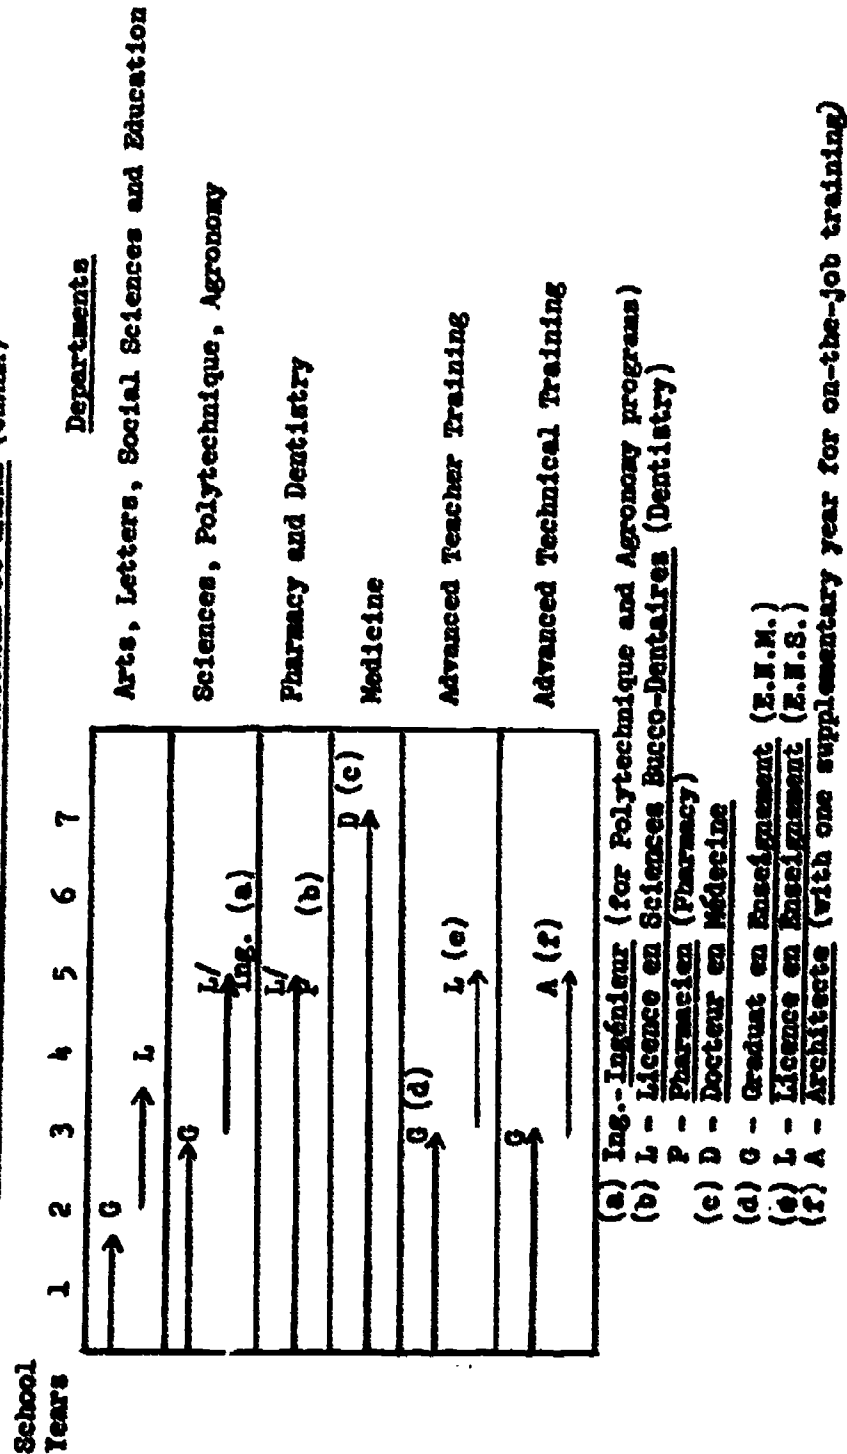 School
Years 1 2 3 4 5 6 7
Departments
G
L
Arts, Letters, Social Sciences and Education
G
L/
Ing. (a)
Sciences, Polytechnique, Agronomy
L/
P (b)
Pharmacy and Dentistry
D (c)
Medicine
G (d)
L (e)
Advanced Teacher Training
G
A (f)
Advanced Technical Training
(a) Ing.-Ingénieur (for Polytechnique and Agronomy programs)
(b) L - Licence en Sciences Bucco-Dentaires (Dentistry)
P - Pharmacien (Pharmacy)
(c) D - Docteur en Médecine
(d) G - Graduat en Enseignement (E.N.M.)
(e) L - Licence en Enseignement (E.N.S.)
(f) A - Architecte (with one supplementary year for on-the-job training)